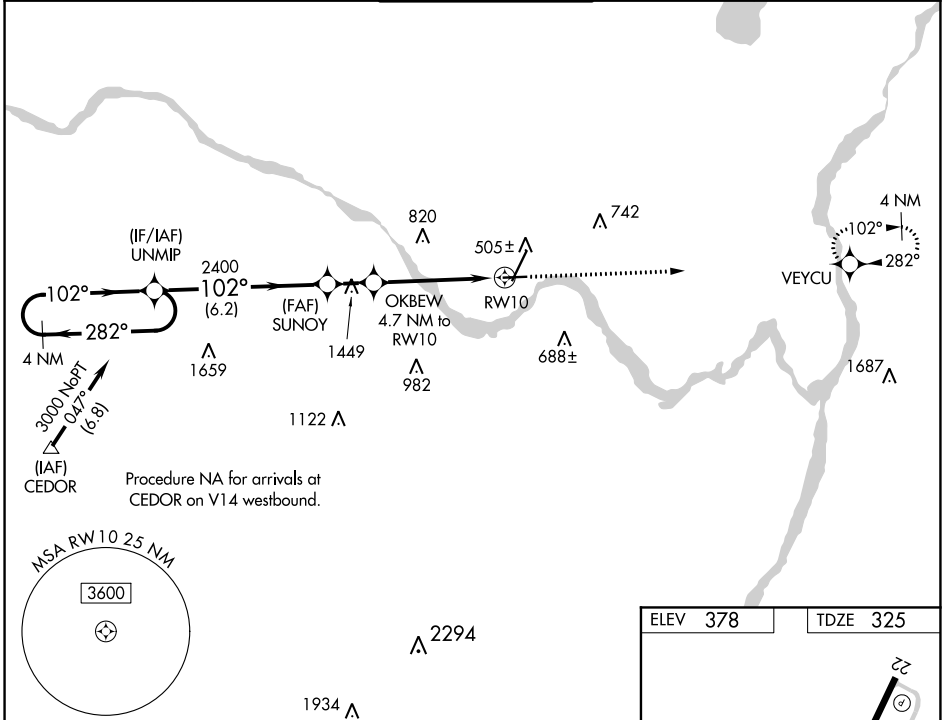 820
742
4 NM
(IF/IAF)
UNMIP
505±
102°
282°
VEYCU
2400
102°
102°
(6.2)
(FAF)
SUNOY
OKBEW
4.7 NM to
RW10
RW10
282°
4 NM
1659
1449
982
688±
1687
3000 NoPT
047°
(6.8)
1122
(IAF)
CEDOR
Procedure NA for arrivals at
CEDOR on V14 westbound.
MSA RW10 25 NM
3600
ELEV 378
TDZE 325
2294
22
P
1934